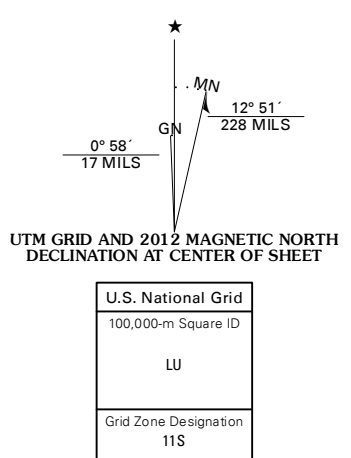 ★
MN
12° 51´
228 MILS
GN
0° 58´
17 MILS
UTM GRID AND 2012 MAGNETIC NORTH
DECLINATION AT CENTER OF SHEET
U.S. National Grid
100,000-m Square ID
LU
Grid Zone Designation
11S